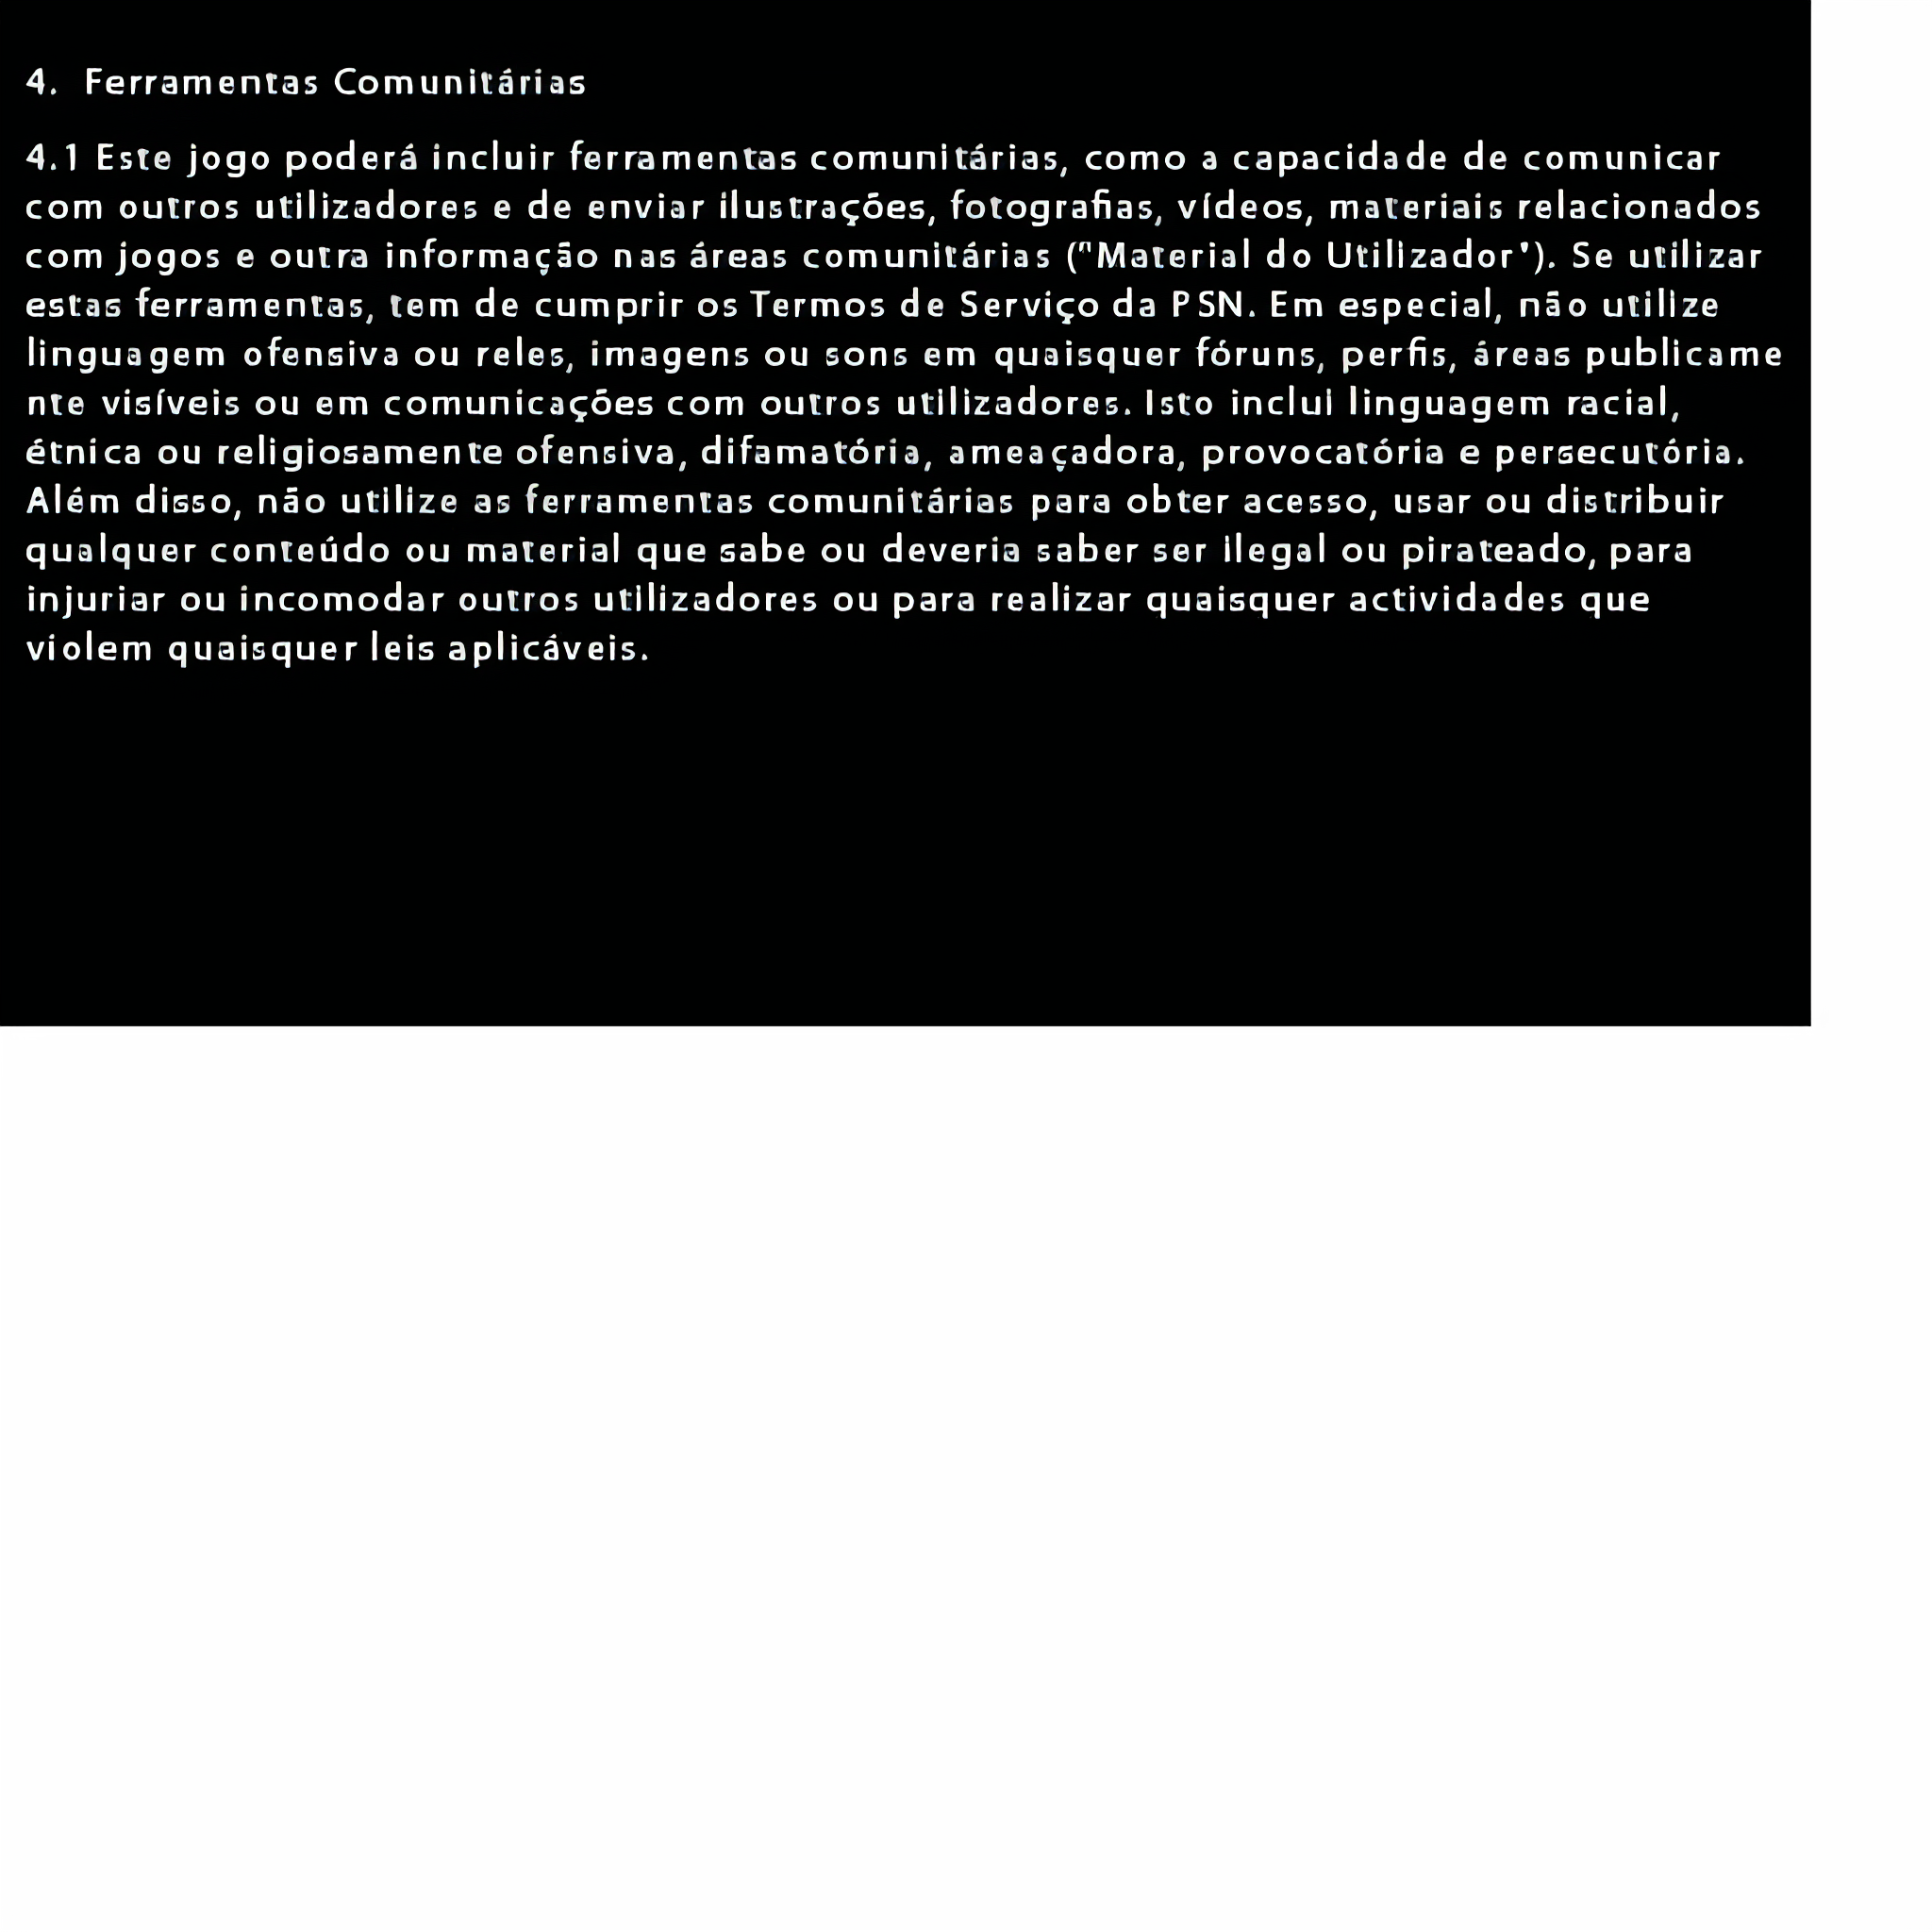 4. Ferramentas Comunitárias
4.1 Este jogo poderá incluir ferramentas comunitárias, como a capacidade de comunicar
com outros utilizadores e de enviar ilustrações, fotografias, vídeos, materiais relacionados
com jogos e outra informação nas áreas comunitárias ("Material do Utilizador"). Se utilizar
estas ferramentas, tem de cumprir os Termos de Serviço da PSN. Em especial, não utilize
linguagem ofensiva ou reles, imagens ou sons em quaisquer fóruns, perfis, áreas publicame
nte visíveis ou em comunicações com outros utilizadores. Isto inclui linguagem racial,
étnica ou religiosamente ofensiva, difamatória, ameaçadora, provocatória e persecutória.
Além disso, não utilize as ferramentas comunitárias para obter acesso, usar ou distribuir
qualquer conteúdo ou material que sabe ou deveria saber ser ilegal ou pirateado, para
injuriar ou incomodar outros utilizadores ou para realizar quaisquer actividades que
violem quaisquer leis aplicáveis.